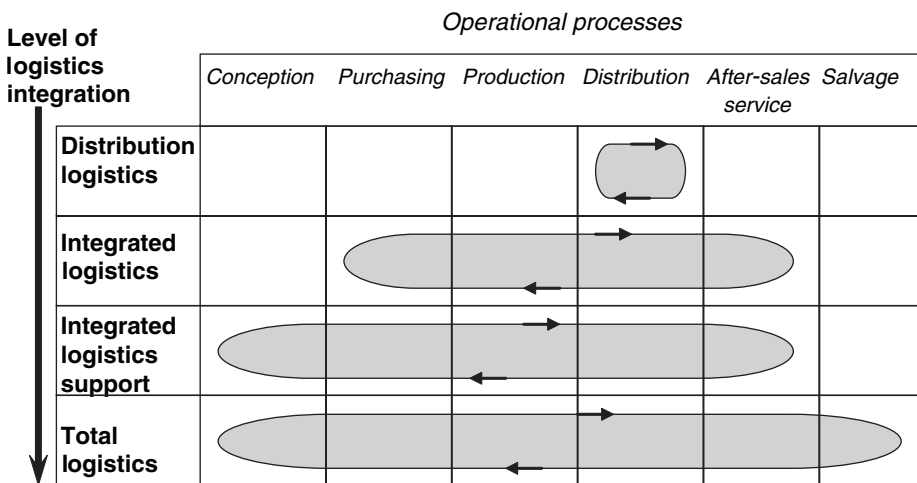 Operational processes
Level of
logistics
integration
Conception Purchasing Production Distribution After-sales Salvage
service
Distribution
logistics
Integrated
logistics
Integrated
logistics
support
Total
logistics